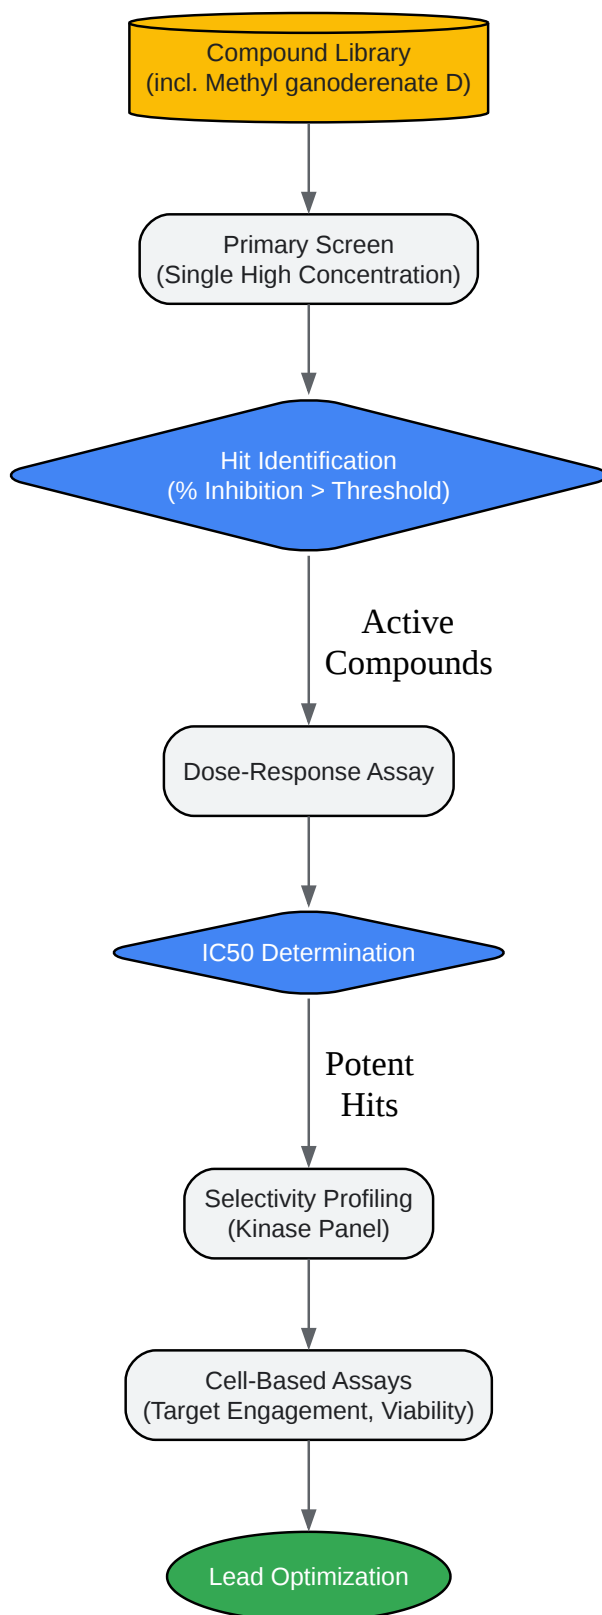 Compound Library
(incl. Methyl ganoderenate D)
Primary Screen
(Single High Concentration)
Hit Identification
(% Inhibition > Threshold)
Active
Compounds
Dose-Response Assay
IC50 Determination
Potent
Hits
Selectivity Profiling
(Kinase Panel)
Cell-Based Assays
(Target Engagement, Viability)
Lead Optimization